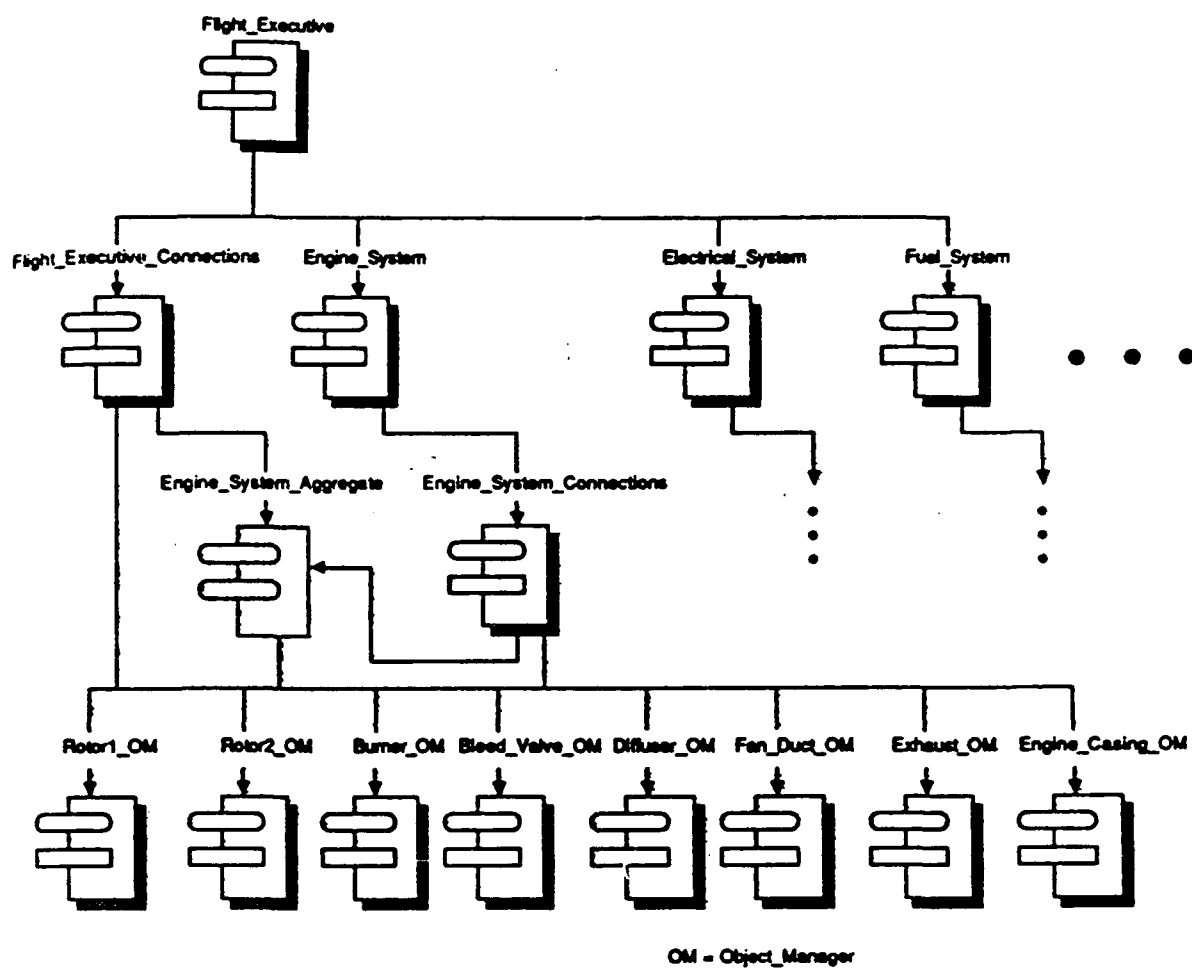 Flight_Executive
Flight_Executive_Connections Engine_System Electrical_System Fuel_System
Engine_System_Aggregate Engine_System_Connections
Rotor1_OM Rotor2_OM Burner_OM Bleed_Valve_OM Diffuser_OM Fan_Duct_OM Exhaust_OM Engine_Casing_OM
OM = Object_Manager